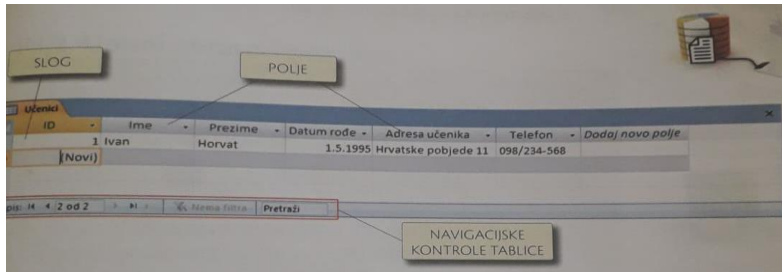 SLOG
POLJE
Učenici
ID Ime Prezime Datum rođe Adresa učenika Telefon Dodaj novo polje
1 Ivan Horvat 1.5.1995 Hrvatske pobjede 11 098/234-568
(Novi)
pis: 2 od 2 Nema filtra Pretraži
NAVIGACIJSKE
KONTROLE TABLICE